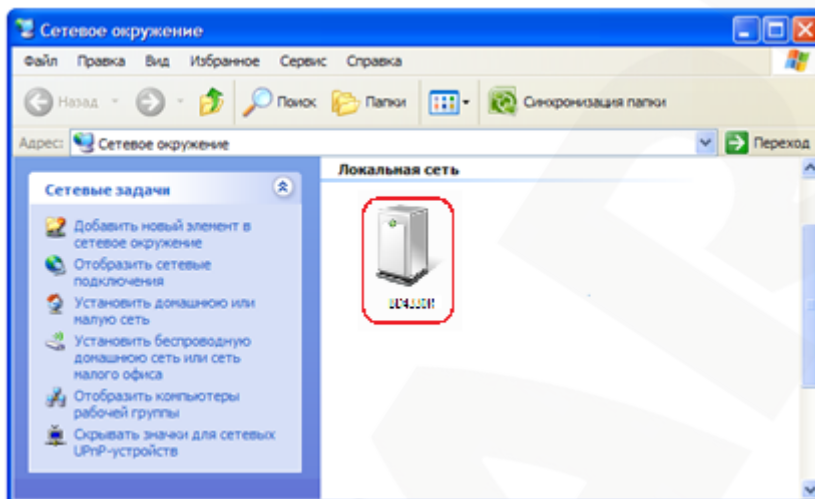 Сетевое окружение
Файл Правка Вид Избранное Сервис Справка
Назад Поиск Папки Синхронизация папки
Адрес: Сетевое окружение Переход
Локальная сеть
Сетевые задачи
Добавить новый элемент в
сетевое окружение
Отобразить сетевые
подключения
Установить домашнюю или
малую сеть
Установить беспроводную
домашнюю сеть или сеть
малого офиса
Отобразить компьютеры
рабочей группы
Скрывать значки для сетевых
UPnP-устройств